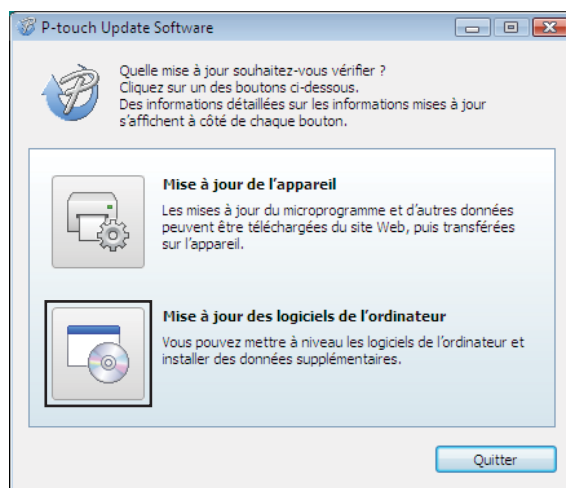 P-touch Update Software
Quelle mise à jour souhaitez-vous vérifier ?
Cliquez sur un des boutons ci-dessous.
Des informations détaillées sur les informations mises à jour
s'affichent à côté de chaque bouton.
Mise à jour de l'appareil
Les mises à jour du microprogramme et d'autres données
peuvent être téléchargées du site Web, puis transférées
sur l'appareil.
Mise à jour des logiciels de l'ordinateur
Vous pouvez mettre à niveau les logiciels de l'ordinateur et
installer des données supplémentaires.
Quitter